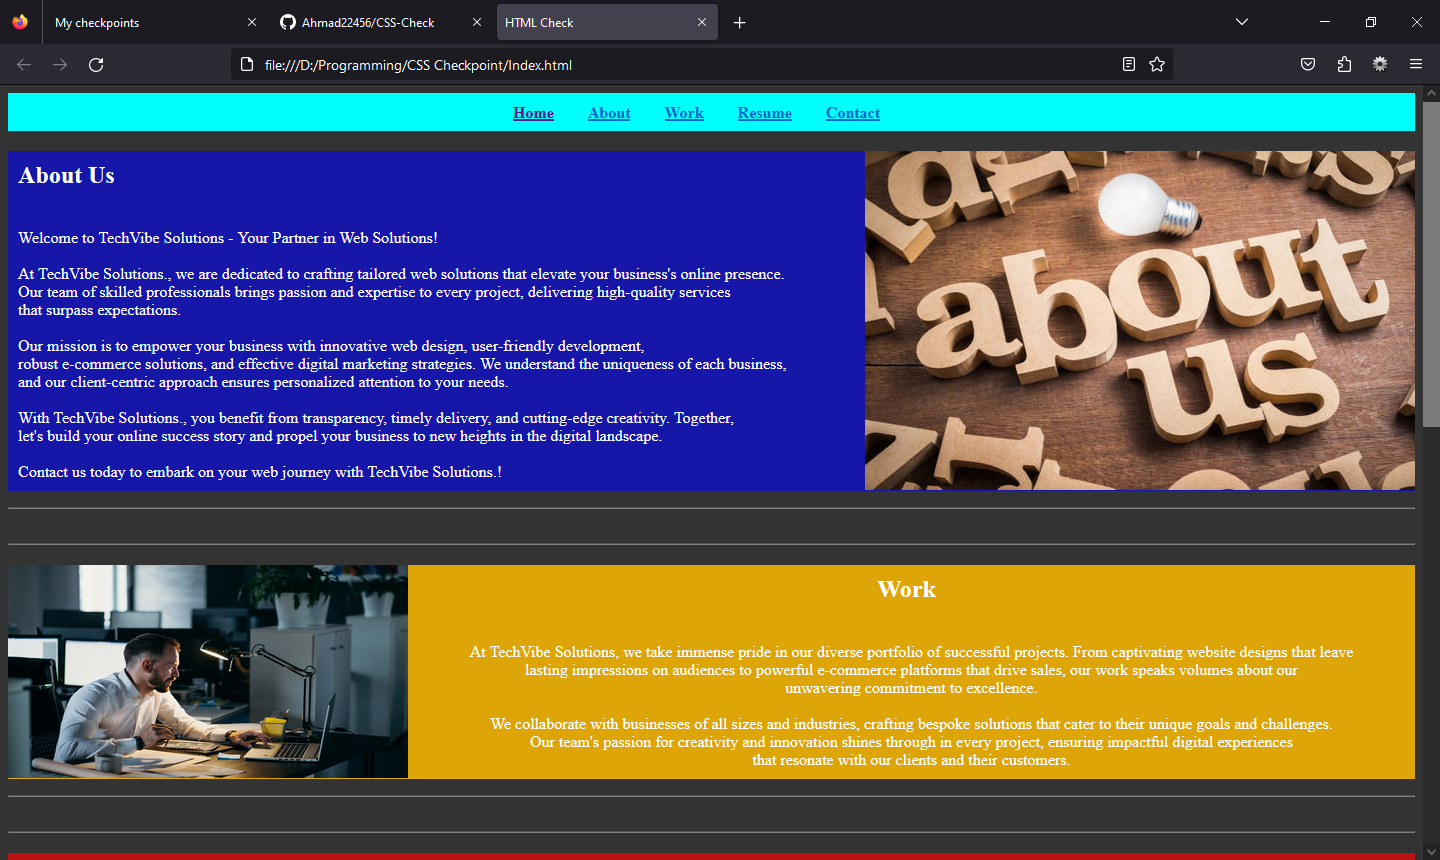 My checkpoints
Ahmad22456/CSS-Check
HTML Check
file:///D:/Programming/CSS Checkpoint/Index.html
Home About Work Resume Contact
About Us
Welcome to TechVibe Solutions - Your Partner in Web Solutions!
At TechVibe Solutions., we are dedicated to crafting tailored web solutions that elevate your business's online presence.
Our team of skilled professionals brings passion and expertise to every project, delivering high-quality services
that surpass expectations.
Our mission is to empower your business with innovative web design, user-friendly development,
robust e-commerce solutions, and effective digital marketing strategies. We understand the uniqueness of each business,
and our client-centric approach ensures personalized attention to your needs.
With TechVibe Solutions., you benefit from transparency, timely delivery, and cutting-edge creativity. Together,
let's build your online success story and propel your business to new heights in the digital landscape.
Contact us today to embark on your web journey with TechVibe Solutions.!
about
us
Work
At TechVibe Solutions, we take immense pride in our diverse portfolio of successful projects. From captivating website designs that leave
lasting impressions on audiences to powerful e-commerce platforms that drive sales, our work speaks volumes about our
unwavering commitment to excellence.
We collaborate with businesses of all sizes and industries, crafting bespoke solutions that cater to their unique goals and challenges.
Our team's passion for creativity and innovation shines through in every project, ensuring impactful digital experiences
that resonate with our clients and their customers.